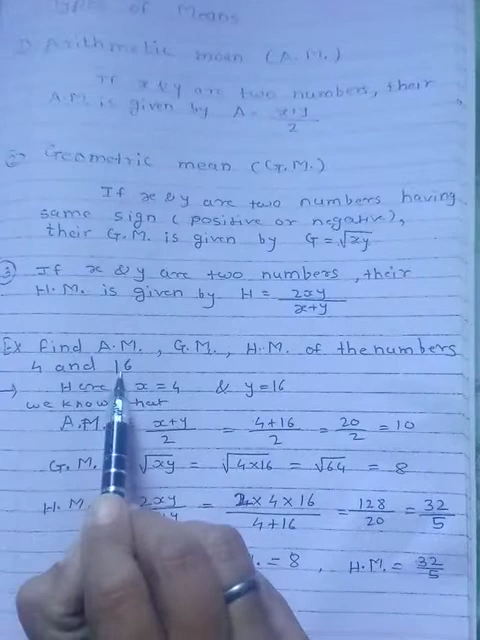 Types of Means
1) Arithmetic mean (A.M.)
If x & y are two numbers, their
A.M. is given by A = x+y/2
2) Geometric mean (G.M.)
If x & y are two numbers having
same sign (positive or negative),
their G.M. is given by G = √xy
3) If x & y are two numbers, their
H.M. is given by H = 2xy/x+y
Ex Find A.M., G.M., H.M. of the numbers
4 and 16
→ Here x = 4 & y = 16
we know that
A.M. x+y/2 = 4+16/2 = 20/2 = 10
G.M. √xy = √4×16 = √64 = 8
H.M. 2xy = 2×4×16/4+16 = 128/20 = 32/5
= 8, H.M. = 32/5